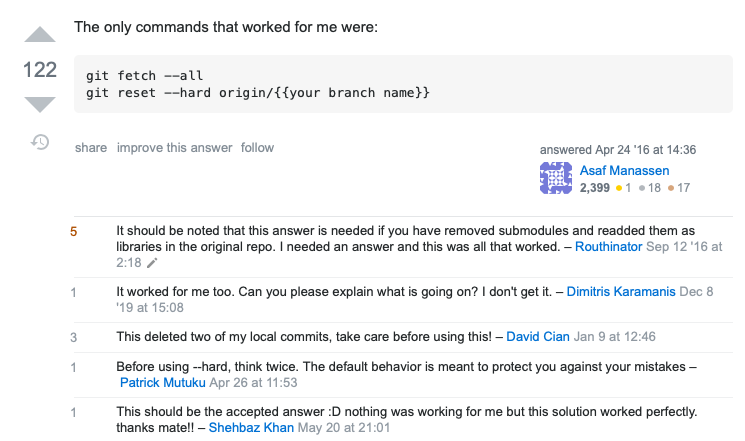 The only commands that worked for me were:
122
git fetch --all
git reset --hard origin/{{your branch name}}
share improve this answer follow
answered Apr 24 '16 at 14:36
Asaf Manassen
2,399 1 18 17
5 It should be noted that this answer is needed if you have removed submodules and readded them as
libraries in the original repo. I needed an answer and this was all that worked. – Routhinator Sep 12 '16 at
2:18
1 It worked for me too. Can you please explain what is going on? I don't get it. – Dimitris Karamanis Dec 8
'19 at 15:08
3 This deleted two of my local commits, take care before using this! – David Cian Jan 9 at 12:46
1 Before using --hard, think twice. The default behavior is meant to protect you against your mistakes –
Patrick Mutuku Apr 26 at 11:53
1 This should be the accepted answer :D nothing was working for me but this solution worked perfectly.
thanks mate!! – Shehbaz Khan May 20 at 21:01